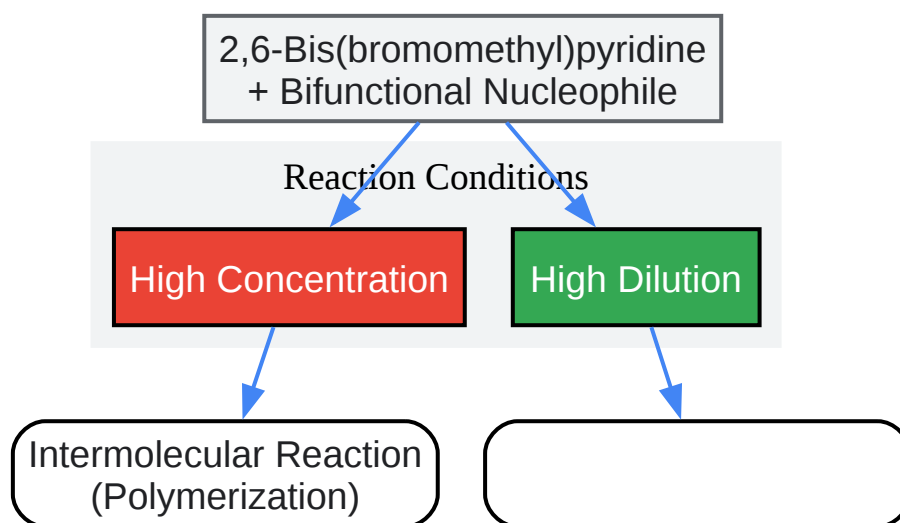 2,6-Bis(bromomethyl)pyridine
+ Bifunctional Nucleophile
Reaction Conditions
High Concentration
High Dilution
Intermolecular Reaction
(Polymerization)